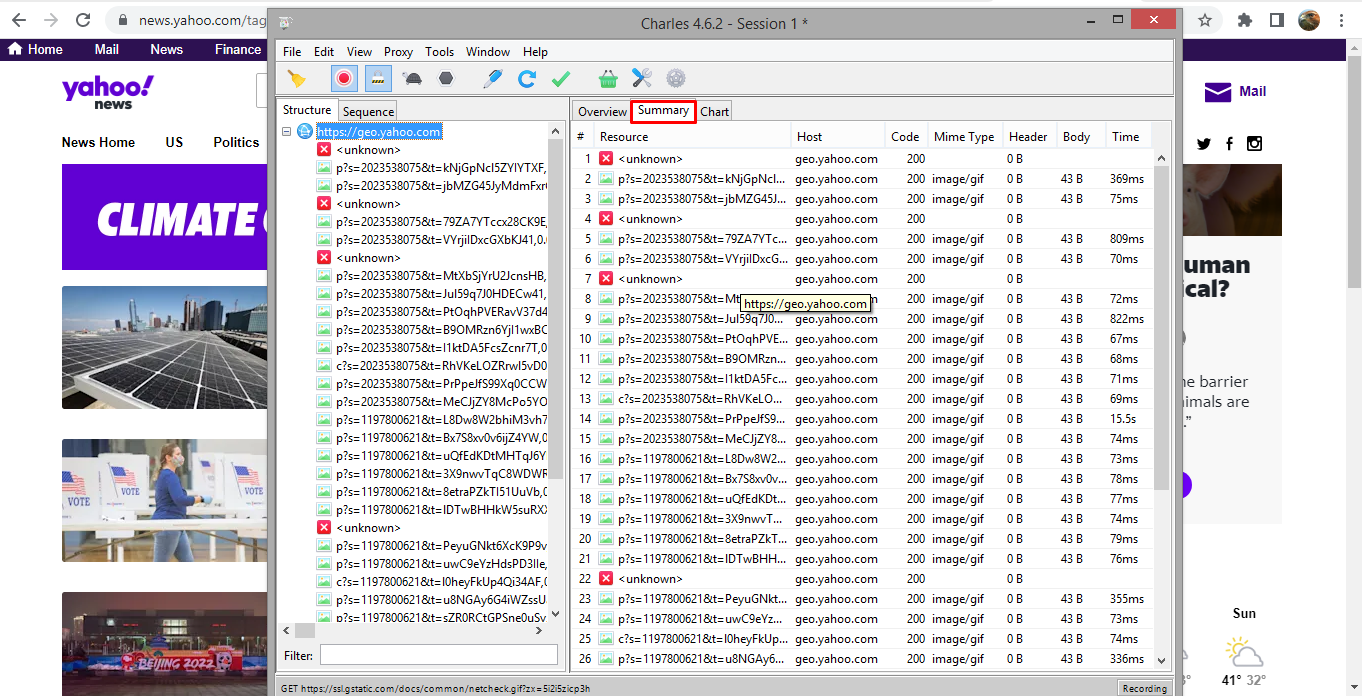 news.yahoo.com/tag
Home Mail News Finance
yahoo!
news
News Home US Politics
CLIMATE
VOTE
VOTE
VOTE
BEIJING 2022
Charles 4.6.2 - Session 1 *
File Edit View Proxy Tools Window Help
Structure Sequence
https://geo.yahoo.com
<unknown>
p?s=2023538075&t=kNjGpNcI5ZYIYTXF,
p?s=2023538075&t=jbMZG45JyMdmFxr
<unknown>
p?s=2023538075&t=79ZA7YTccx28CK9E,
p?s=2023538075&t=VYrjiIDxcGXbKJ41,0.
<unknown>
p?s=2023538075&t=MtXbSjYrU2JcnsHB,
p?s=2023538075&t=JuI59q7J0HDECw41,
p?s=2023538075&t=PtOqhPVERavV37d4
p?s=2023538075&t=B9OMRzn6YjI1wxBC
p?s=2023538075&t=I1ktDA5FcsZcnr7T,0
c?s=2023538075&t=RhVKeLOZRrwI5vD0
p?s=2023538075&t=PrPpeJfS99Xq0CCW
p?s=2023538075&t=MeCJjZY8McPo5YO
p?s=1197800621&t=L8Dw8W2bhiM3vh7
p?s=1197800621&t=Bx7S8xv0v6ijZ4YW,0
p?s=1197800621&t=uQfEdKDtMHTqJ6Y
p?s=1197800621&t=3X9nwvTqC8WDWR
p?s=1197800621&t=8etraPZkTI51UuVb,0
p?s=1197800621&t=IDTwBHHkW5suRXX
<unknown>
p?s=1197800621&t=PeyuGNkt6XcK9P9v
p?s=1197800621&t=uwC9eYzHdsPD3IIe,
c?s=1197800621&t=I0heyFkUp4Qi34AF,0
p?s=1197800621&t=u8NGAy6G4iWZssU
p?s=1197800621&t=sZR0RCtGPSne0uSv
Filter:
Overview Summary Chart
# Resource Host Code Mime Type Header Body Time
1 <unknown> geo.yahoo.com 200 0 B
2 p?s=2023538075&t=kNjGpNcI... geo.yahoo.com 200 image/gif 0 B 43 B 369ms
3 p?s=2023538075&t=jbMZG45J... geo.yahoo.com 200 image/gif 0 B 43 B 75ms
4 <unknown> geo.yahoo.com 200 0 B
5 p?s=2023538075&t=79ZA7YTc... geo.yahoo.com 200 image/gif 0 B 43 B 809ms
6 p?s=2023538075&t=VYrjiIDxcG... geo.yahoo.com 200 image/gif 0 B 43 B 70ms
7 <unknown> geo.yahoo.com 200 0 B
8 p?s=2023538075&t=Mt https://geo.yahoo.com om 200 image/gif 0 B 43 B 72ms
9 p?s=2023538075&t=JuI59q7J0... geo.yahoo.com 200 image/gif 0 B 43 B 822ms
10 p?s=2023538075&t=PtOqhPVE... geo.yahoo.com 200 image/gif 0 B 43 B 67ms
11 p?s=2023538075&t=B9OMRzn... geo.yahoo.com 200 image/gif 0 B 43 B 68ms
12 p?s=2023538075&t=I1ktDA5Fc... geo.yahoo.com 200 image/gif 0 B 43 B 71ms
13 c?s=2023538075&t=RhVKeLO... geo.yahoo.com 200 image/gif 0 B 43 B 69ms
14 p?s=2023538075&t=PrPpeJfS9... geo.yahoo.com 200 image/gif 0 B 43 B 15.5s
15 p?s=2023538075&t=MeCJjZY8... geo.yahoo.com 200 image/gif 0 B 43 B 74ms
16 p?s=1197800621&t=L8Dw8W2... geo.yahoo.com 200 image/gif 0 B 43 B 73ms
17 p?s=1197800621&t=Bx7S8xv0v... geo.yahoo.com 200 image/gif 0 B 43 B 78ms
18 p?s=1197800621&t=uQfEdKDt... geo.yahoo.com 200 image/gif 0 B 43 B 77ms
19 p?s=1197800621&t=3X9nwvT... geo.yahoo.com 200 image/gif 0 B 43 B 74ms
20 p?s=1197800621&t=8etraPZkT... geo.yahoo.com 200 image/gif 0 B 43 B 79ms
21 p?s=1197800621&t=IDTwBHH... geo.yahoo.com 200 image/gif 0 B 43 B 76ms
22 <unknown> geo.yahoo.com 200 0 B
23 p?s=1197800621&t=PeyuGNkt... geo.yahoo.com 200 image/gif 0 B 43 B 355ms
24 p?s=1197800621&t=uwC9eYz... geo.yahoo.com 200 image/gif 0 B 43 B 73ms
25 c?s=1197800621&t=I0heyFkUp... geo.yahoo.com 200 image/gif 0 B 43 B 74ms
26 p?s=1197800621&t=u8NGAy6... geo.yahoo.com 200 image/gif 0 B 43 B 336ms
GET https://ssl.gstatic.com/docs/common/netcheck.gif?zx=5i2i5zicp3h Recording
Mail
uman
cal?
he barrier
nimals are
.”
Sun
41° 32°